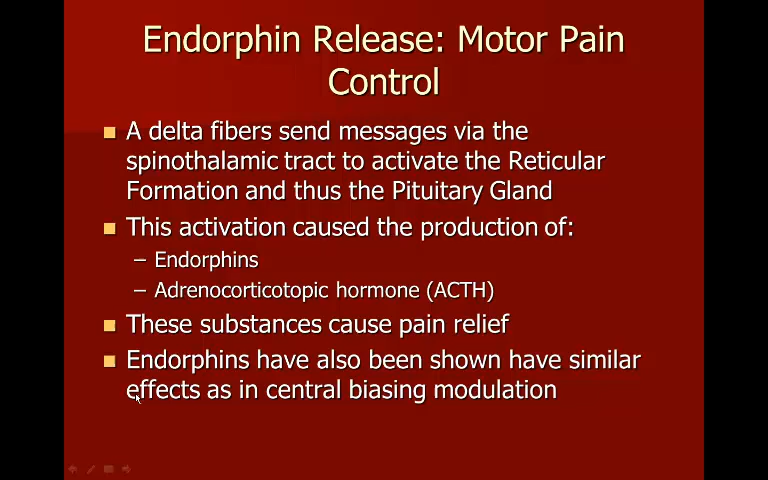 Endorphin Release: Motor Pain
Control
A delta fibers send messages via the
spinothalamic tract to activate the Reticular
Formation and thus the Pituitary Gland
This activation caused the production of:
– Endorphins
– Adrenocorticotopic hormone (ACTH)
These substances cause pain relief
Endorphins have also been shown have similar
effects as in central biasing modulation